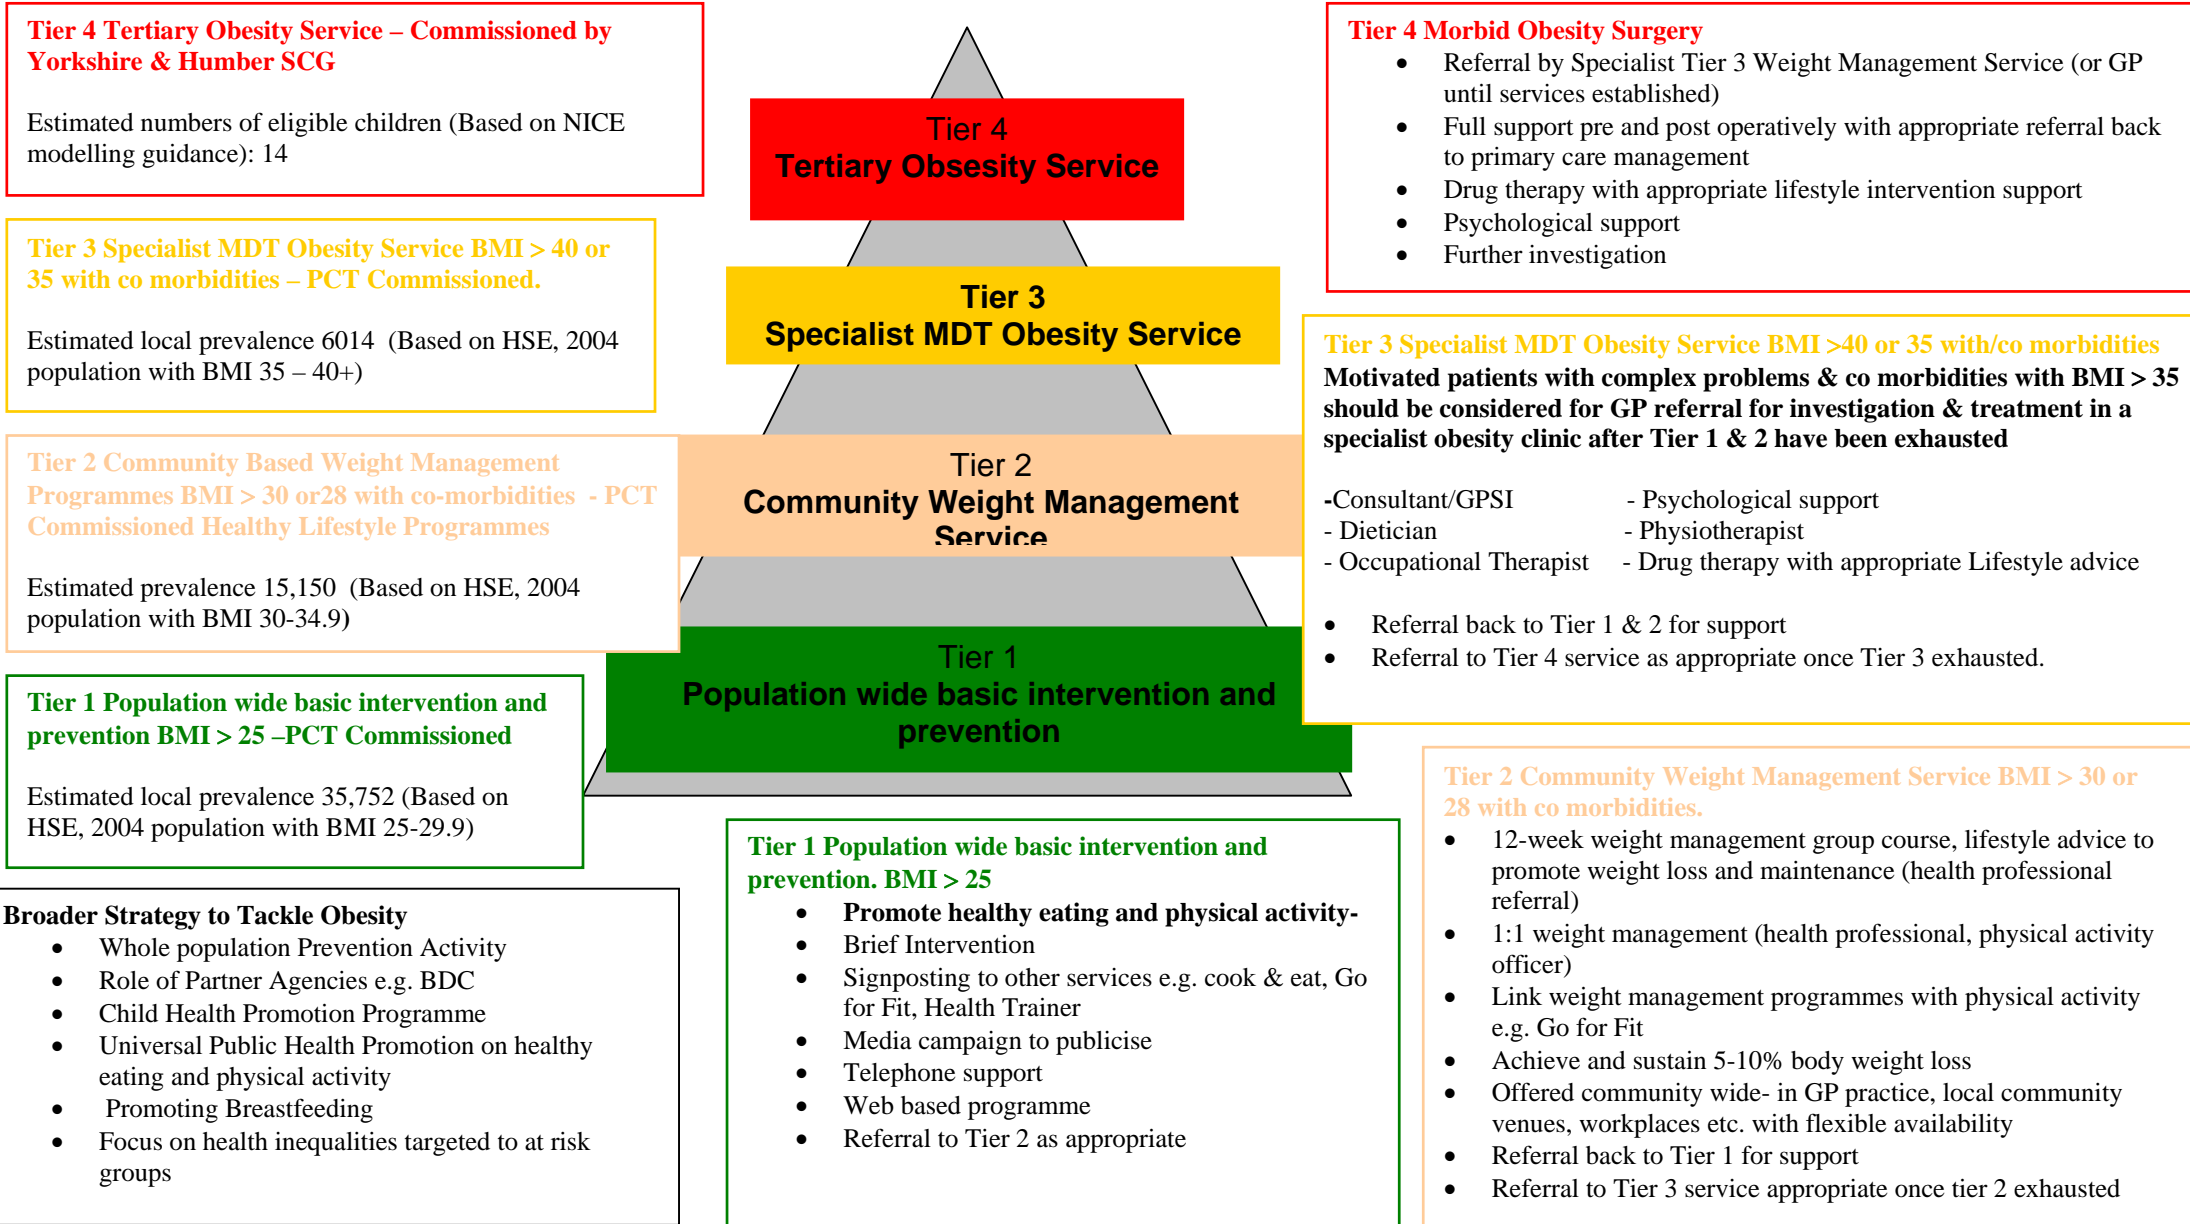 Tier 4 Tertiary Obesity Service – Commissioned by
Yorkshire & Humber SCG
Estimated numbers of eligible children (Based on NICE
modelling guidance): 14
Tier 3 Specialist MDT Obesity Service BMI > 40 or
35 with co morbidities – PCT Commissioned.
Estimated local prevalence 6014  (Based on HSE, 2004
population with BMI 35 – 40+)
Tier 2 Community Based Weight Management
Programmes BMI > 30 or28 with co-morbidities  - PCT
Commissioned Healthy Lifestyle Programmes
Estimated prevalence 15,150  (Based on HSE, 2004
population with BMI 30-34.9)
Tier 1 Population wide basic intervention and
prevention BMI > 25 –PCT Commissioned
Estimated local prevalence 35,752 (Based on
HSE, 2004 population with BMI 25-29.9)
Broader Strategy to Tackle Obesity
• Whole population Prevention Activity
• Role of Partner Agencies e.g. BDC
• Child Health Promotion Programme
• Universal Public Health Promotion on healthy
eating and physical activity
• Promoting Breastfeeding
• Focus on health inequalities targeted to at risk
groups
Tier 4
Tertiary Obsesity Service
Tier 3
Specialist MDT Obesity Service
Tier 2
Community Weight Management
Service
Tier 1
Population wide basic intervention and
prevention
Tier 1 Population wide basic intervention and
prevention. BMI > 25
• Promote healthy eating and physical activity-
• Brief Intervention
• Signposting to other services e.g. cook & eat, Go
for Fit, Health Trainer
• Media campaign to publicise
• Telephone support
• Web based programme
• Referral to Tier 2 as appropriate
Tier 4 Morbid Obesity Surgery
• Referral by Specialist Tier 3 Weight Management Service (or GP
until services established)
• Full support pre and post operatively with appropriate referral back
to primary care management
• Drug therapy with appropriate lifestyle intervention support
• Psychological support
• Further investigation
Tier 3 Specialist MDT Obesity Service BMI >40 or 35 with/co morbidities
Motivated patients with complex problems & co morbidities with BMI > 35
should be considered for GP referral for investigation & treatment in a
specialist obesity clinic after Tier 1 & 2 have been exhausted
-Consultant/GPSI - Psychological support
- Dietician - Physiotherapist
- Occupational Therapist - Drug therapy with appropriate Lifestyle advice
• Referral back to Tier 1 & 2 for support
• Referral to Tier 4 service as appropriate once Tier 3 exhausted.
Tier 2 Community Weight Management Service BMI > 30 or
28 with co morbidities.
• 12-week weight management group course, lifestyle advice to
promote weight loss and maintenance (health professional
referral)
• 1:1 weight management (health professional, physical activity
officer)
• Link weight management programmes with physical activity
e.g. Go for Fit
• Achieve and sustain 5-10% body weight loss
• Offered community wide- in GP practice, local community
venues, workplaces etc. with flexible availability
• Referral back to Tier 1 for support
• Referral to Tier 3 service appropriate once tier 2 exhausted